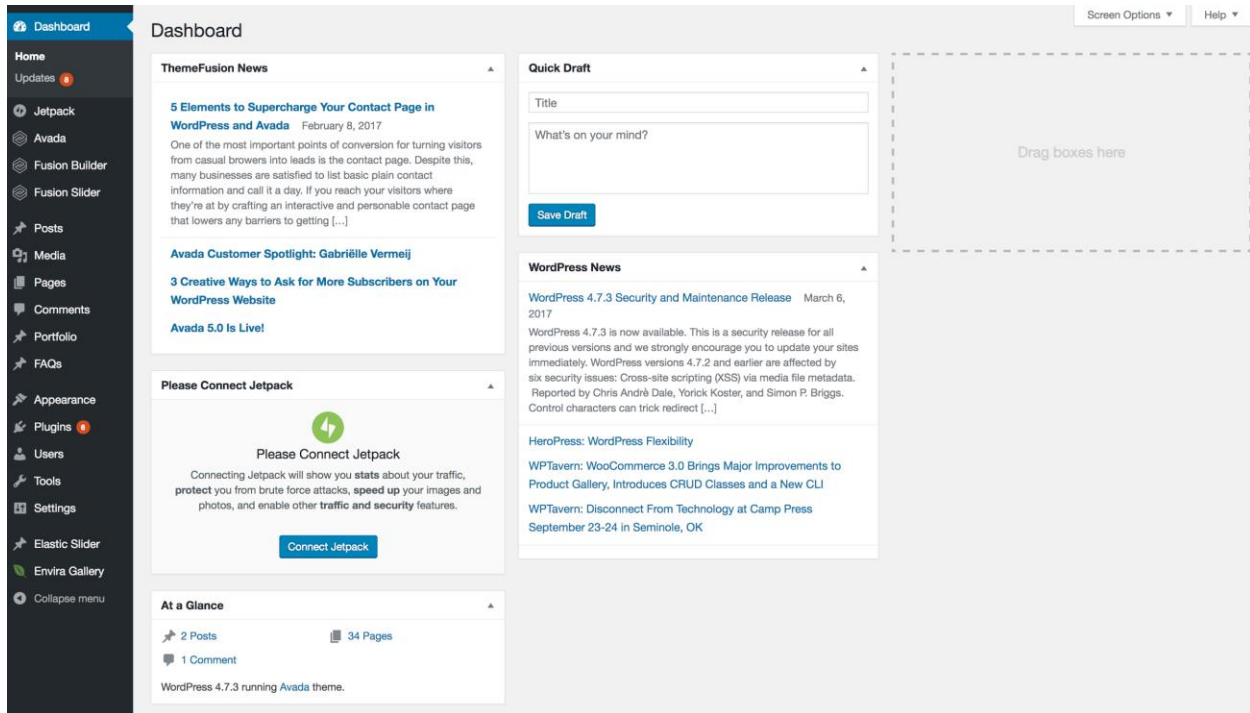 Screen Options
Help
Dashboard
Home
Updates 8
Jetpack
Avada
Fusion Builder
Fusion Slider
Posts
Media
Pages
Comments
Portfolio
FAQs
Appearance
Plugins 6
Users
Tools
Settings
Elastic Slider
Envira Gallery
Collapse menu
Dashboard
ThemeFusion News
5 Elements to Supercharge Your Contact Page in
WordPress and Avada February 8, 2017
One of the most important points of conversion for turning visitors
from casual browers into leads is the contact page. Despite this,
many businesses are satisfied to list basic plain contact
information and call it a day. If you reach your visitors where
they're at by crafting an interactive and personable contact page
that lowers any barriers to getting […]
Avada Customer Spotlight: Gabriëlle Vermeij
3 Creative Ways to Ask for More Subscribers on Your
WordPress Website
Avada 5.0 Is Live!
Please Connect Jetpack
Please Connect Jetpack
Connecting Jetpack will show you stats about your traffic,
protect you from brute force attacks, speed up your images and
photos, and enable other traffic and security features.
Connect Jetpack
At a Glance
2 Posts
34 Pages
1 Comment
WordPress 4.7.3 running Avada theme.
Quick Draft
Title
What's on your mind?
Save Draft
WordPress News
WordPress 4.7.3 Security and Maintenance Release March 6,
2017
WordPress 4.7.3 is now available. This is a security release for all
previous versions and we strongly encourage you to update your sites
immediately. WordPress versions 4.7.2 and earlier are affected by
six security issues: Cross-site scripting (XSS) via media file metadata.
Reported by Chris Andrè Dale, Yorick Koster, and Simon P. Briggs.
Control characters can trick redirect […]
HeroPress: WordPress Flexibility
WPTavern: WooCommerce 3.0 Brings Major Improvements to
Product Gallery, Introduces CRUD Classes and a New CLI
WPTavern: Disconnect From Technology at Camp Press
September 23-24 in Seminole, OK
Drag boxes here